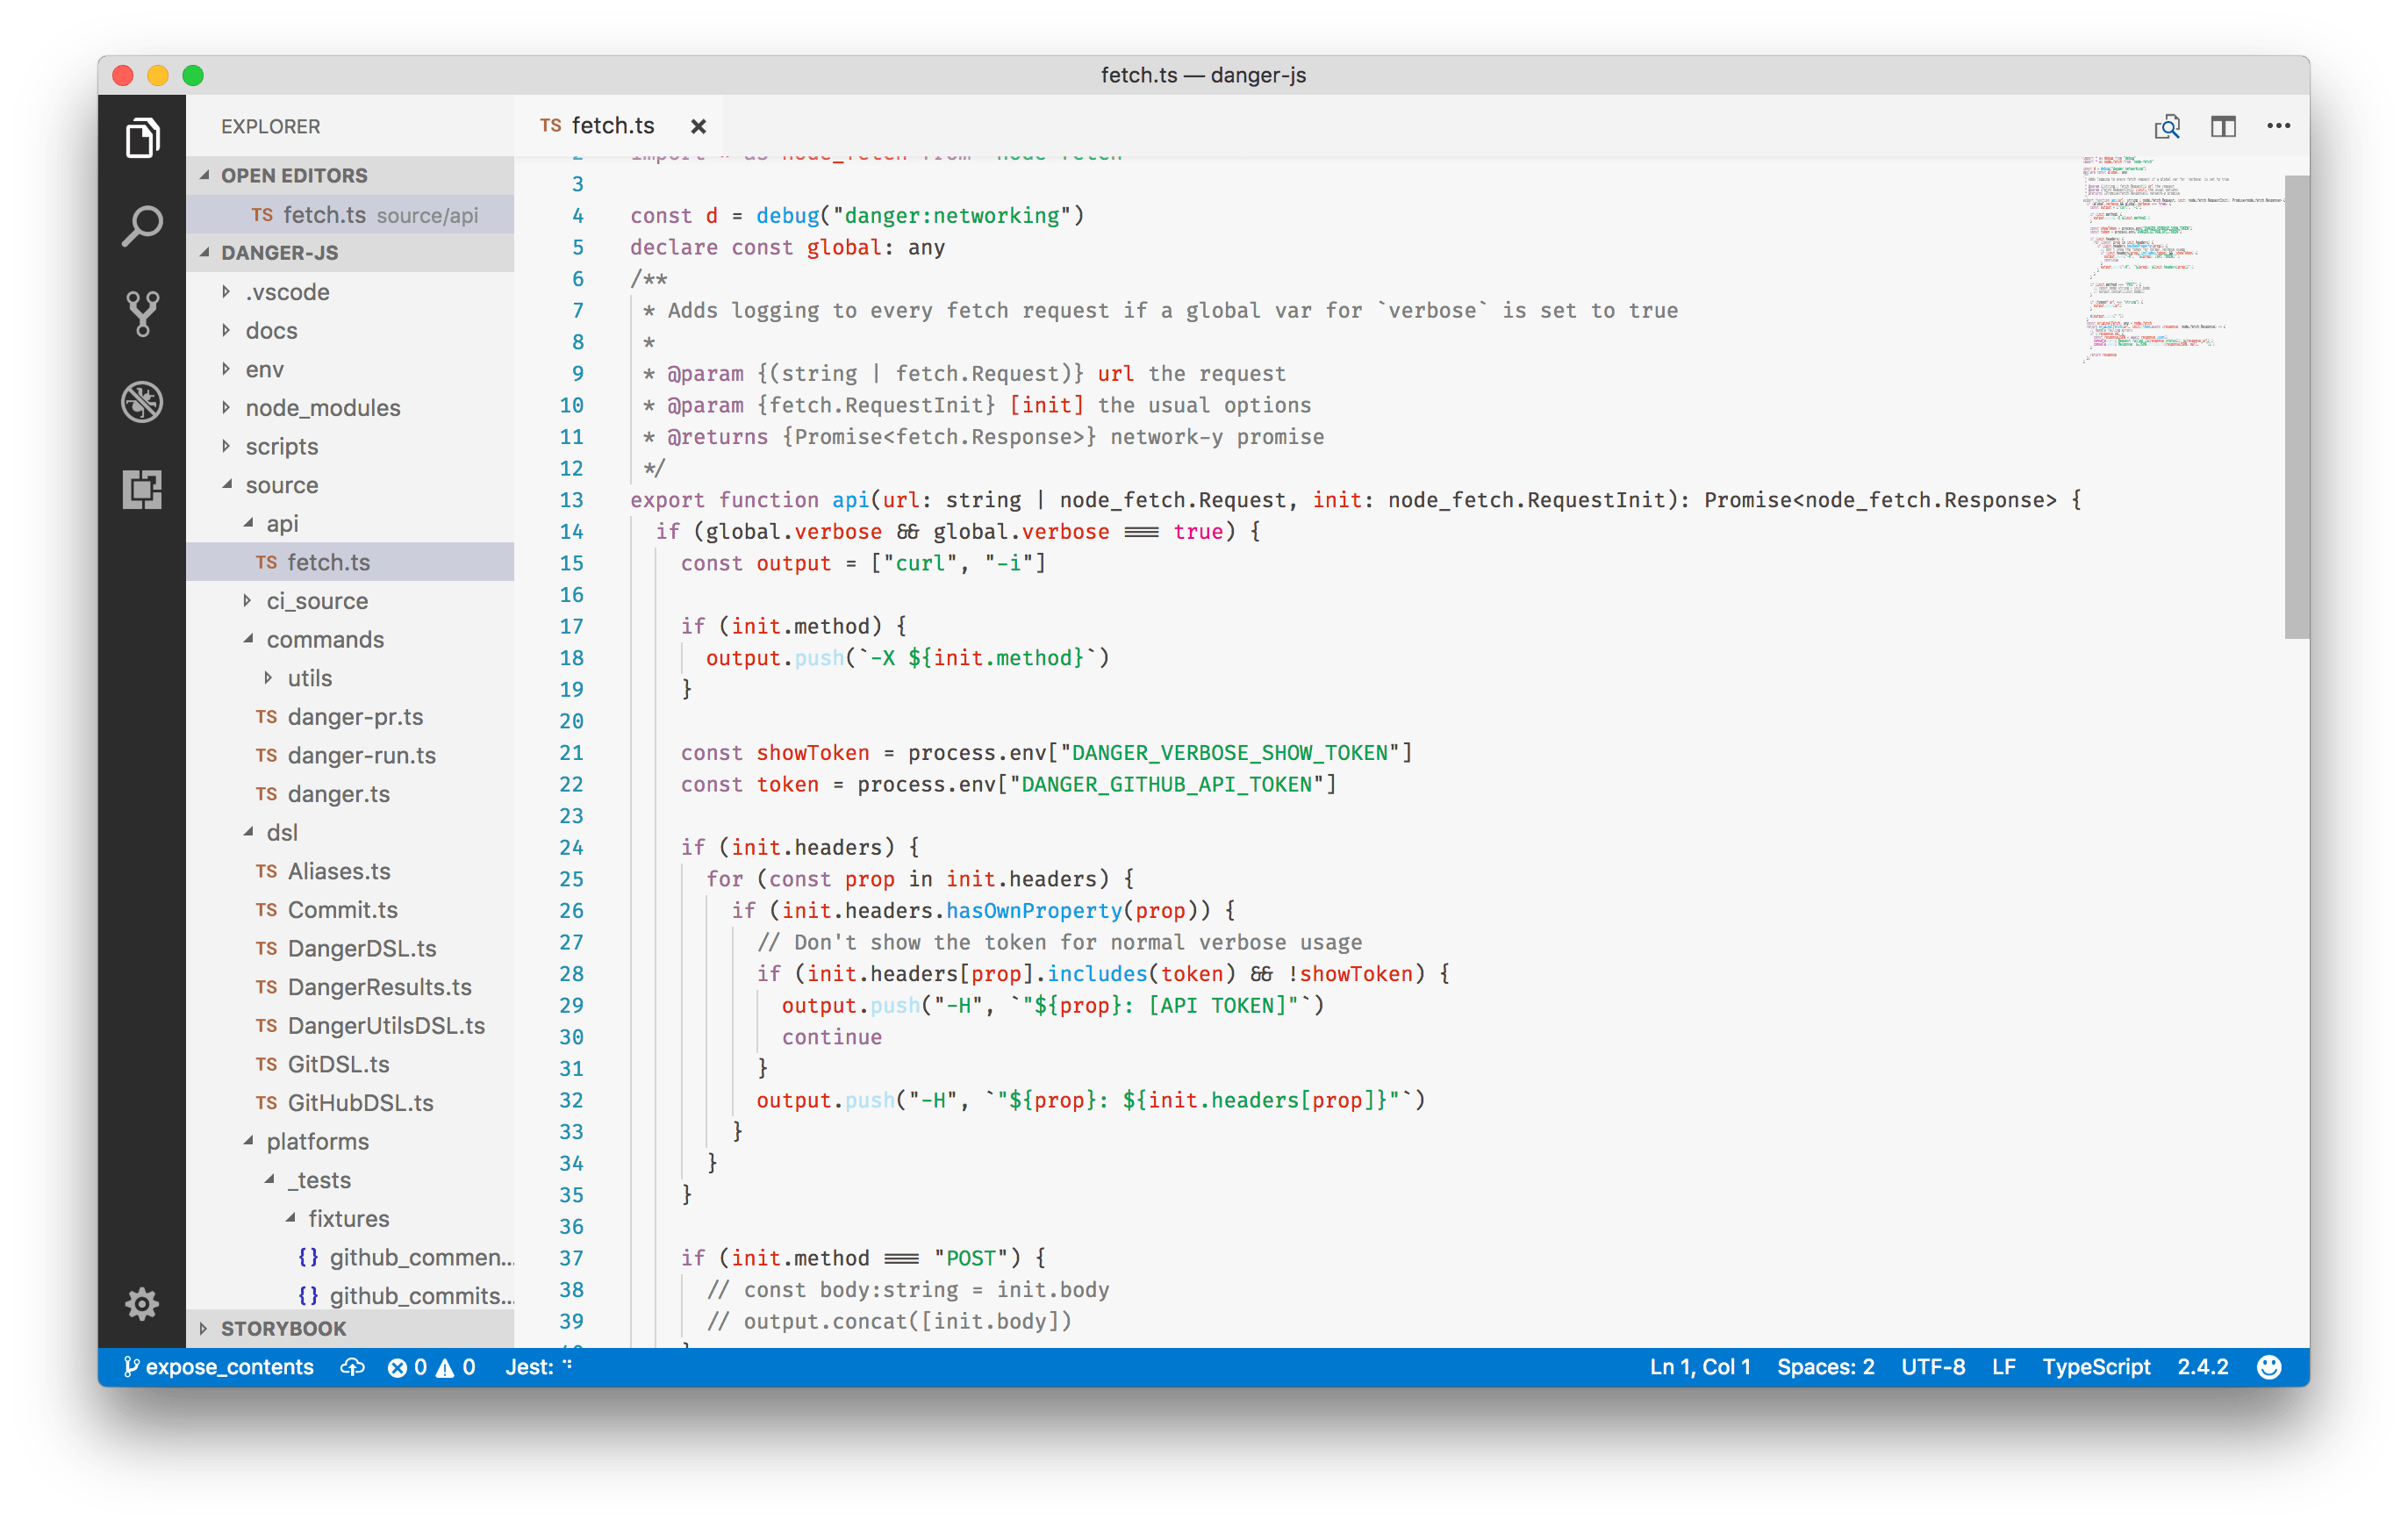 fetch.ts — danger-js
EXPLORER
OPEN EDITORS
TS fetch.ts source/api
DANGER-JS
.vscode
docs
env
node_modules
scripts
source
api
TS fetch.ts
ci_source
commands
utils
TS danger-pr.ts
TS danger-run.ts
TS danger.ts
dsl
TS Aliases.ts
TS Commit.ts
TS DangerDSL.ts
TS DangerResults.ts
TS DangerUtilsDSL.ts
TS GitDSL.ts
TS GitHubDSL.ts
platforms
_tests
fixtures
{} github_commen...
{} github_commits...
STORYBOOK
TS fetch.ts
3
4 const d = debug("danger:networking")
5 declare const global: any
6 /**
7 * Adds logging to every fetch request if a global var for `verbose` is set to true
8 *
9 * @param {(string | fetch.Request)} url the request
10 * @param {fetch.RequestInit} [init] the usual options
11 * @returns {Promise<fetch.Response>} network-y promise
12 */
13 export function api(url: string | node_fetch.Request, init: node_fetch.RequestInit): Promise<node_fetch.Response> {
14 if (global.verbose && global.verbose === true) {
15 const output = ["curl", "-i"]
16
17 if (init.method) {
18 output.push(`-X ${init.method}`)
19 }
20
21 const showToken = process.env["DANGER_VERBOSE_SHOW_TOKEN"]
22 const token = process.env["DANGER_GITHUB_API_TOKEN"]
23
24 if (init.headers) {
25 for (const prop in init.headers) {
26 if (init.headers.hasOwnProperty(prop)) {
27 // Don't show the token for normal verbose usage
28 if (init.headers[prop].includes(token) && !showToken) {
29 output.push("-H", `"${prop}: [API TOKEN]"`)
30 continue
31 }
32 output.push("-H", `"${prop}: ${init.headers[prop]}"`)
33 }
34 }
35 }
36
37 if (init.method === "POST") {
38 // const body:string = init.body
39 // output.concat([init.body])
expose_contents 0 0 Jest:
Ln 1, Col 1 Spaces: 2 UTF-8 LF TypeScript 2.4.2